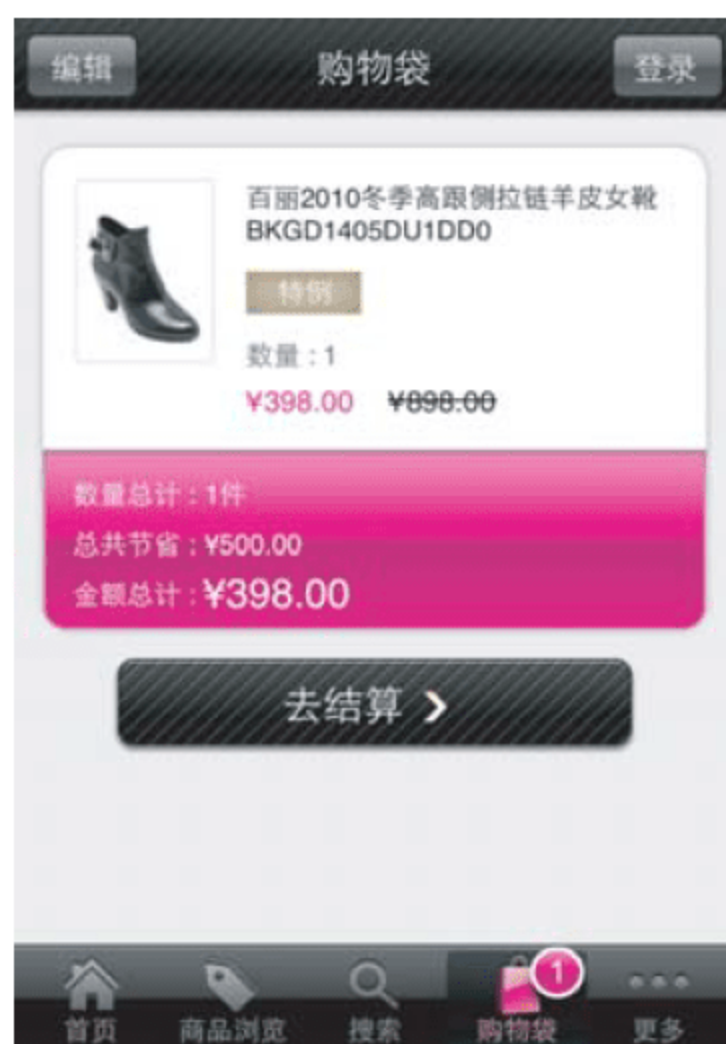 编辑
购物袋
登录
百丽2010冬季高跟侧拉链羊皮女靴
BKGD1405DU1DD0
特例
数量：1
¥398.00 ¥898.00
数量总计：1件
总共节省：¥500.00
金额总计：¥398.00
去结算 ›
1
首页
商品浏览
搜索
购物袋
更多